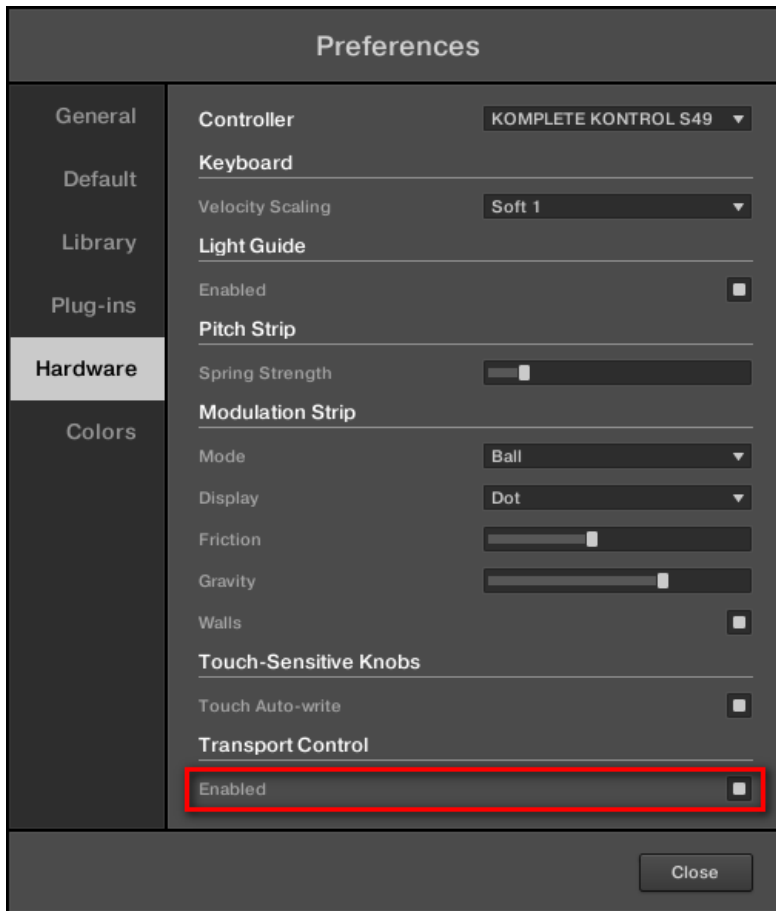 Preferences
General
Default
Library
Plug-ins
Hardware
Colors
Controller KOMPLETE KONTROL S49
Keyboard
Velocity Scaling Soft 1
Light Guide
Enabled
Pitch Strip
Spring Strength
Modulation Strip
Mode Ball
Display Dot
Friction
Gravity
Walls
Touch-Sensitive Knobs
Touch Auto-write
Transport Control
Enabled
Close